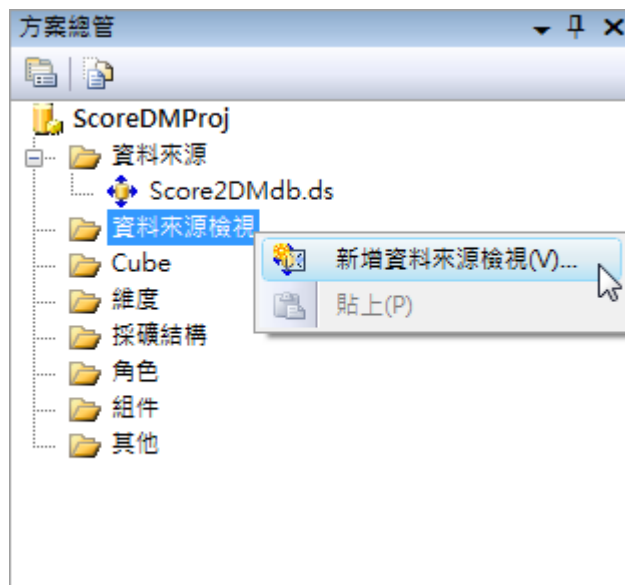 方案總管
ScoreDMProj
資料來源
Score2DMdb.ds
資料來源檢視
新增資料來源檢視(V)...
Cube
維度
貼上(P)
採礦結構
角色
組件
其他